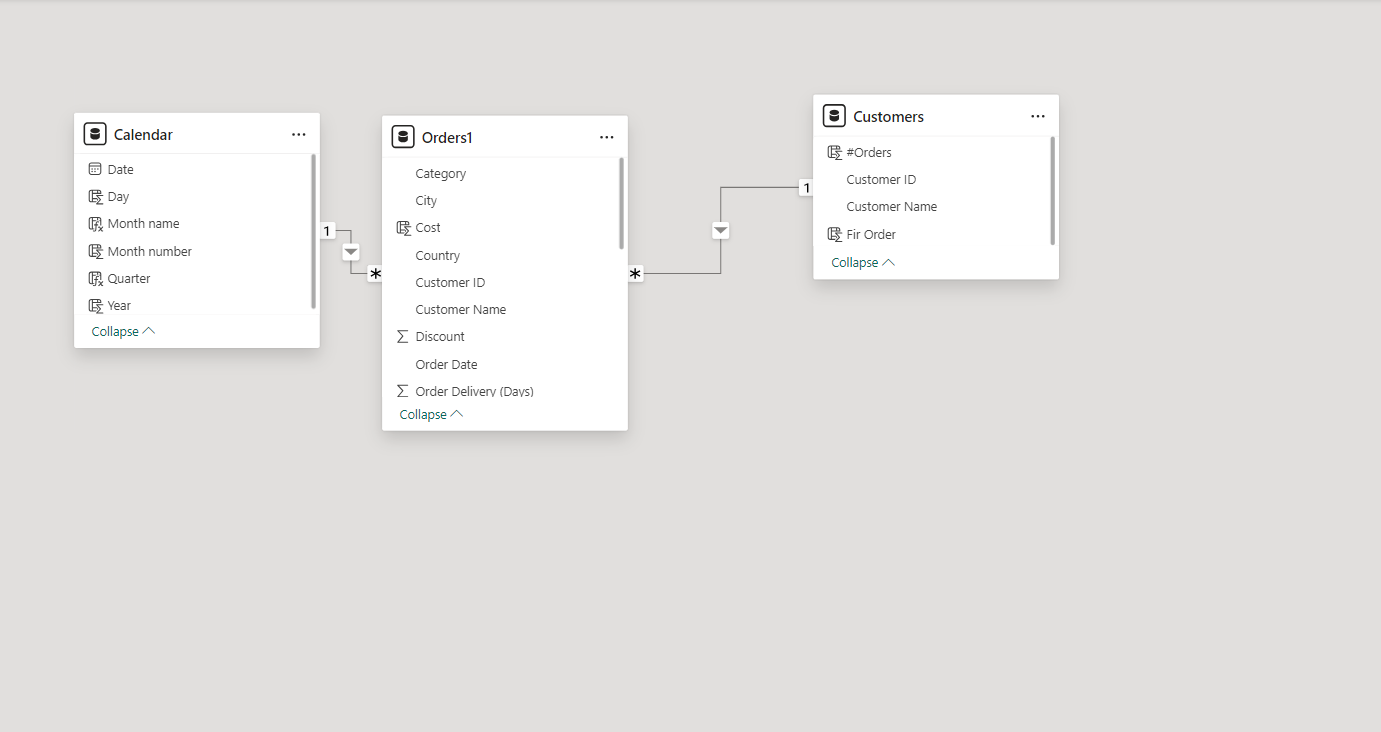 Calendar
Date
Day
Month name
Month number
Quarter
Year
Collapse
1
*
Orders1
Category
City
Cost
Country
Customer ID
Customer Name
Discount
Order Date
Order Delivery (Days)
Collapse
*
1
Customers
#Orders
Customer ID
Customer Name
Fir Order
Collapse